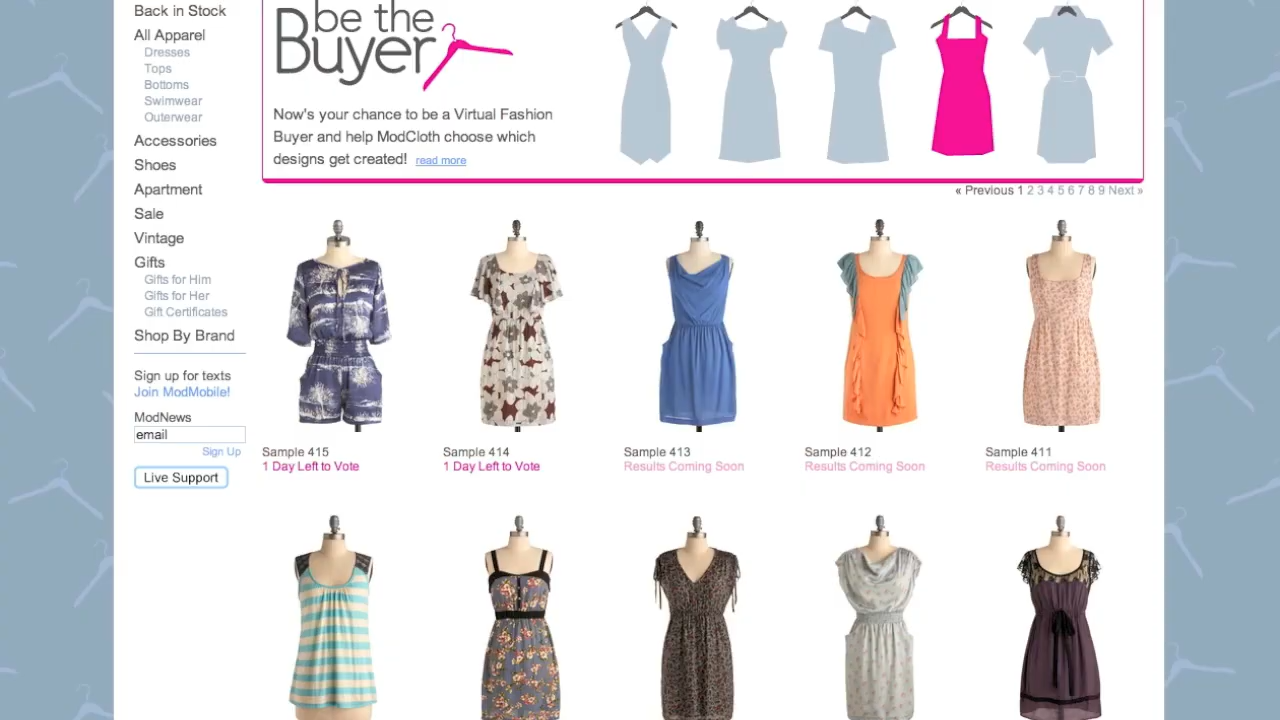 Back in Stock
All Apparel
Dresses
Tops
Bottoms
Swimwear
Outerwear
Accessories
Shoes
Apartment
Sale
Vintage
Gifts
Gifts for Him
Gifts for Her
Gift Certificates
Shop By Brand
Sign up for texts
Join ModMobile!
ModNews
email
Sign Up
Live Support
be the
Buyer
Now's your chance to be a Virtual Fashion
Buyer and help ModCloth choose which
designs get created! read more
« Previous 1 2 3 4 5 6 7 8 9 Next »
Sample 415
1 Day Left to Vote
Sample 414
1 Day Left to Vote
Sample 413
Results Coming Soon
Sample 412
Results Coming Soon
Sample 411
Results Coming Soon